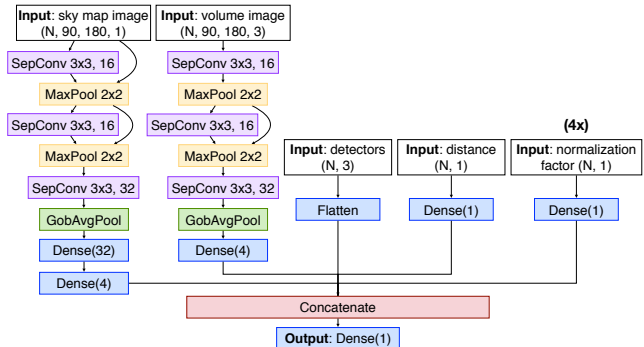 Input: sky map image
(N, 90, 180, 1)
SepConv 3x3, 16
MaxPool 2x2
SepConv 3x3, 16
MaxPool 2x2
SepConv 3x3, 32
GobAvgPool
Dense(32)
Dense(4)
Input: volume image
(N, 90, 180, 3)
SepConv 3x3, 16
MaxPool 2x2
SepConv 3x3, 16
MaxPool 2x2
SepConv 3x3, 32
GobAvgPool
Dense(4)
Input: detectors
(N, 3)
Flatten
Input: distance
(N, 1)
Dense(1)
(4x)
Input: normalization
factor (N, 1)
Dense(1)
Concatenate
Output: Dense(1)